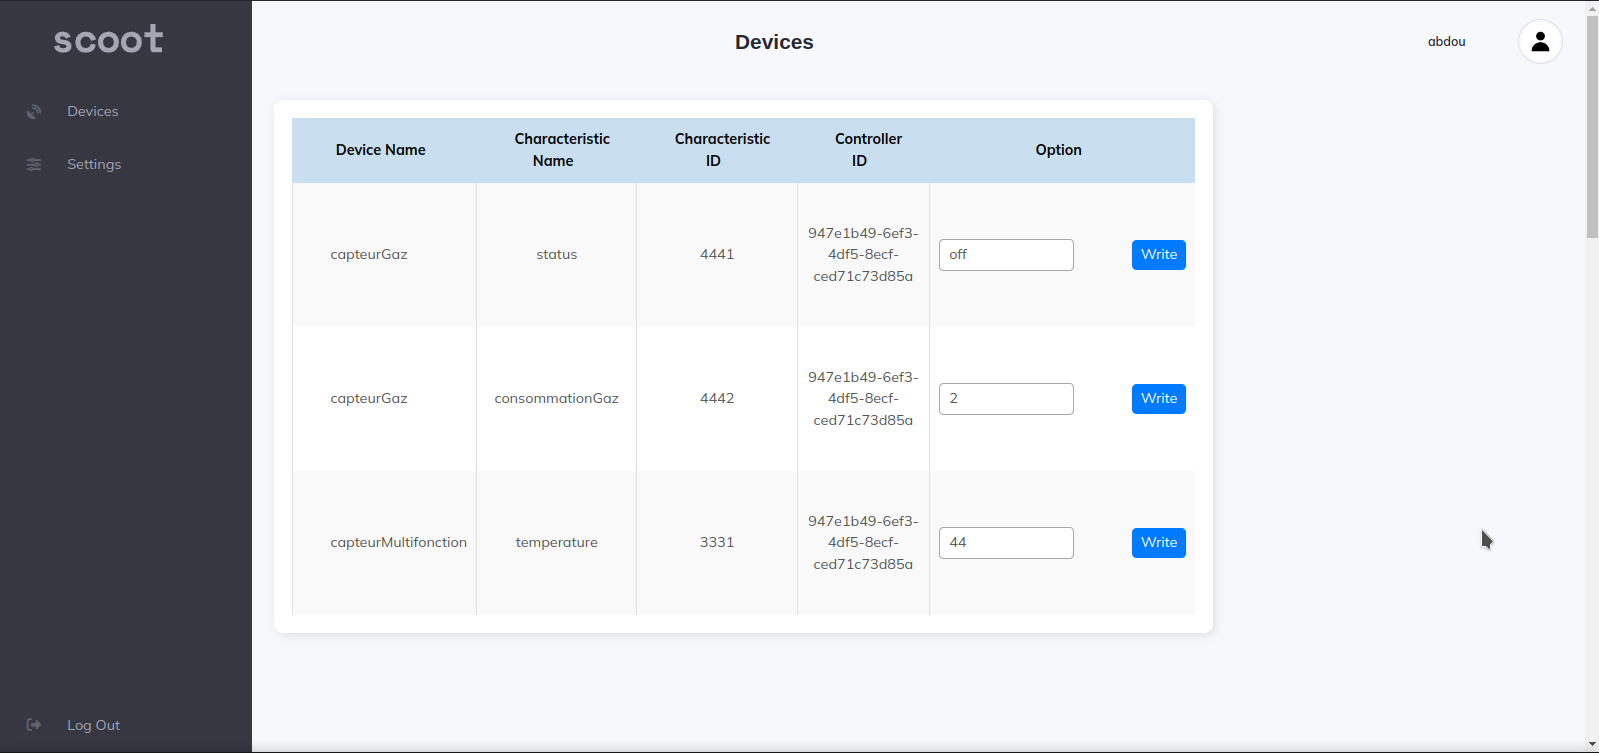 scoot
Devices
abdou
Devices
Settings
Log Out
Device Name
Characteristic
Name
Characteristic
ID
Controller
ID
Option
capteurGaz
status
4441
947e1b49-6ef3-
4df5-8ecf-
ced71c73d85a
off
Write
capteurGaz
consommationGaz
4442
947e1b49-6ef3-
4df5-8ecf-
ced71c73d85a
2
Write
capteurMultifonction
temperature
3331
947e1b49-6ef3-
4df5-8ecf-
ced71c73d85a
44
Write